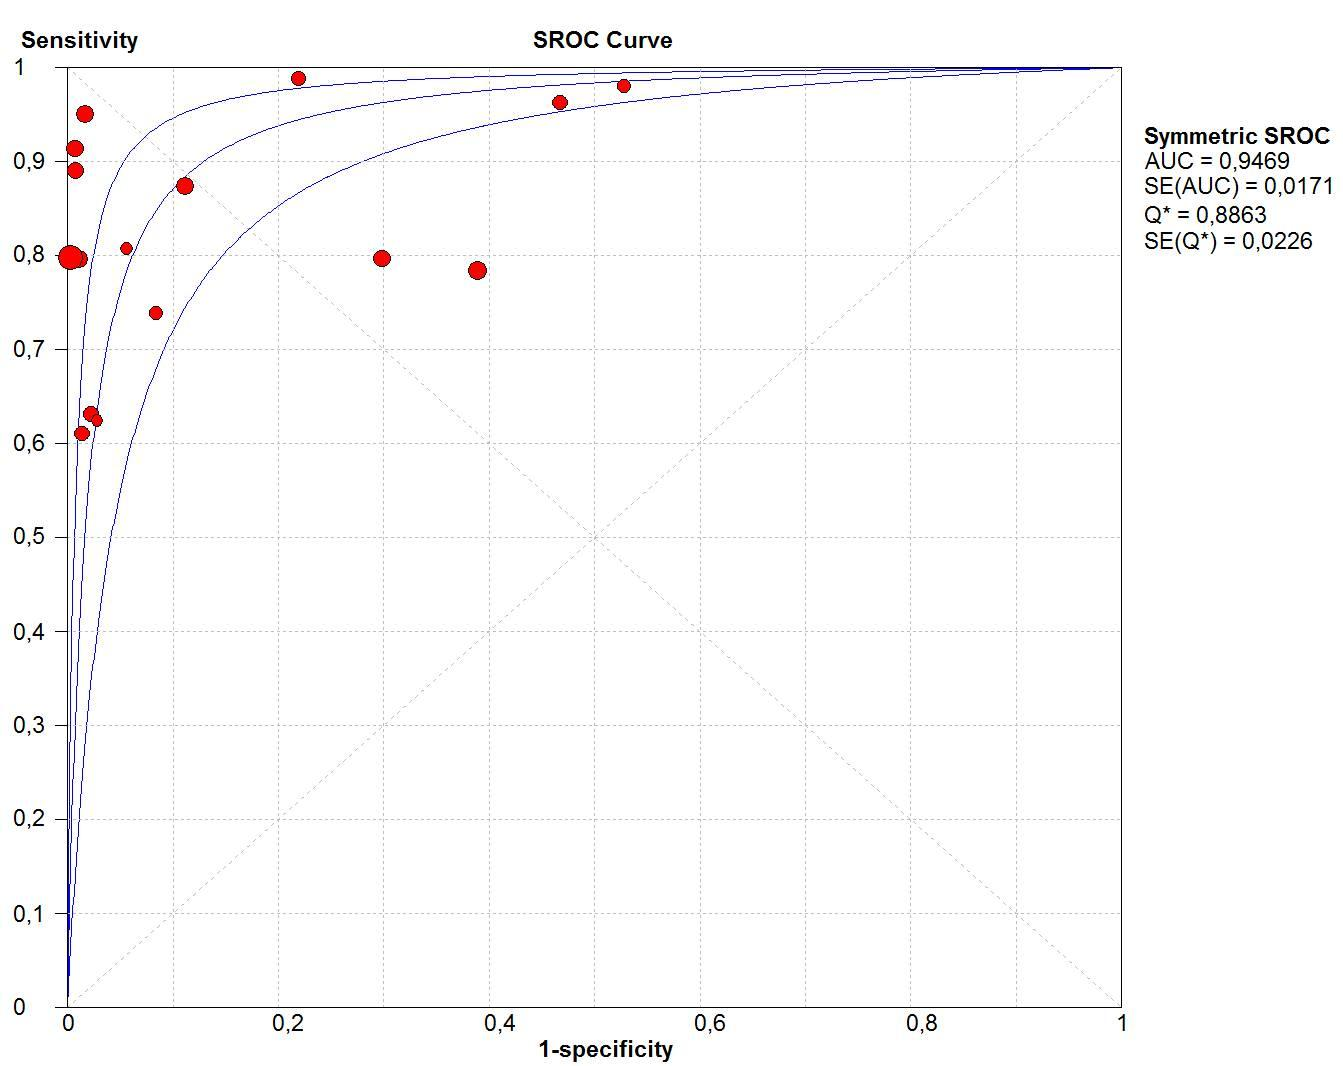 Sensitivity
SROC Curve
1
0,9
0,8
0,7
0,6
0,5
0,4
0,3
0,2
0,1
0
0 0,2 0,4 0,6 0,8 1
1-specificity
Symmetric SROC
AUC = 0,9469
SE(AUC) = 0,0171
Q* = 0,8863
SE(Q*) = 0,0226